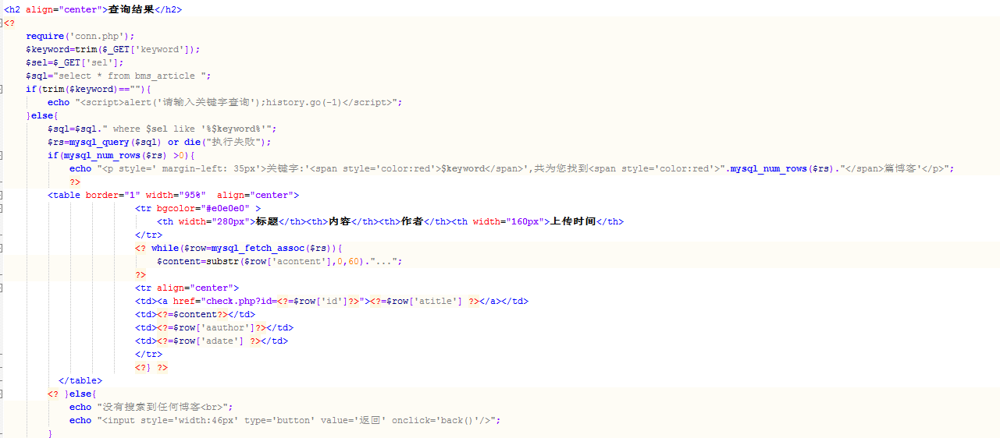 <h2 align="center">查询结果</h2>
<?
require('conn.php');
$keyword=trim($_GET['keyword']);
$sel=$_GET['sel'];
$sql="select * from bms_article ";
if(trim($keyword)==""){
echo "<script>alert('请输入关键字查询');history.go(-1)</script>";
}else{
$sql=$sql." where $sel like '%$keyword%'";
$rs=mysql_query($sql) or die("执行失败");
if(mysql_num_rows($rs) >0){
echo "<p style=' margin-left: 35px'>关键字:'<span style='color:red'>$keyword</span>',共为您找到<span style='color:red'>".mysql_num_rows($rs)."</span>篇博客'</p>";
?>
<table border="1" width="95%"  align="center">
<tr bgcolor="#e0e0e0" >
<th width="280px">标题</th><th>内容</th><th>作者</th><th width="160px">上传时间</th>
</tr>
<? while($row=mysql_fetch_assoc($rs)){
$content=substr($row['acontent'],0,60)."...";
?>
<tr align="center">
<td><a href="check.php?id=<?=$row['id']?>"><?=$row['atitle'] ?></a></td>
<td><?=$content?></td>
<td><?=$row['aauthor']?></td>
<td><?=$row['adate'] ?></td>
</tr>
<?} ?>
</table>
<? }else{
echo "没有搜索到任何博客<br>";
echo "<input style='width:46px' type='button' value='返回' onclick='back()'/>";
}